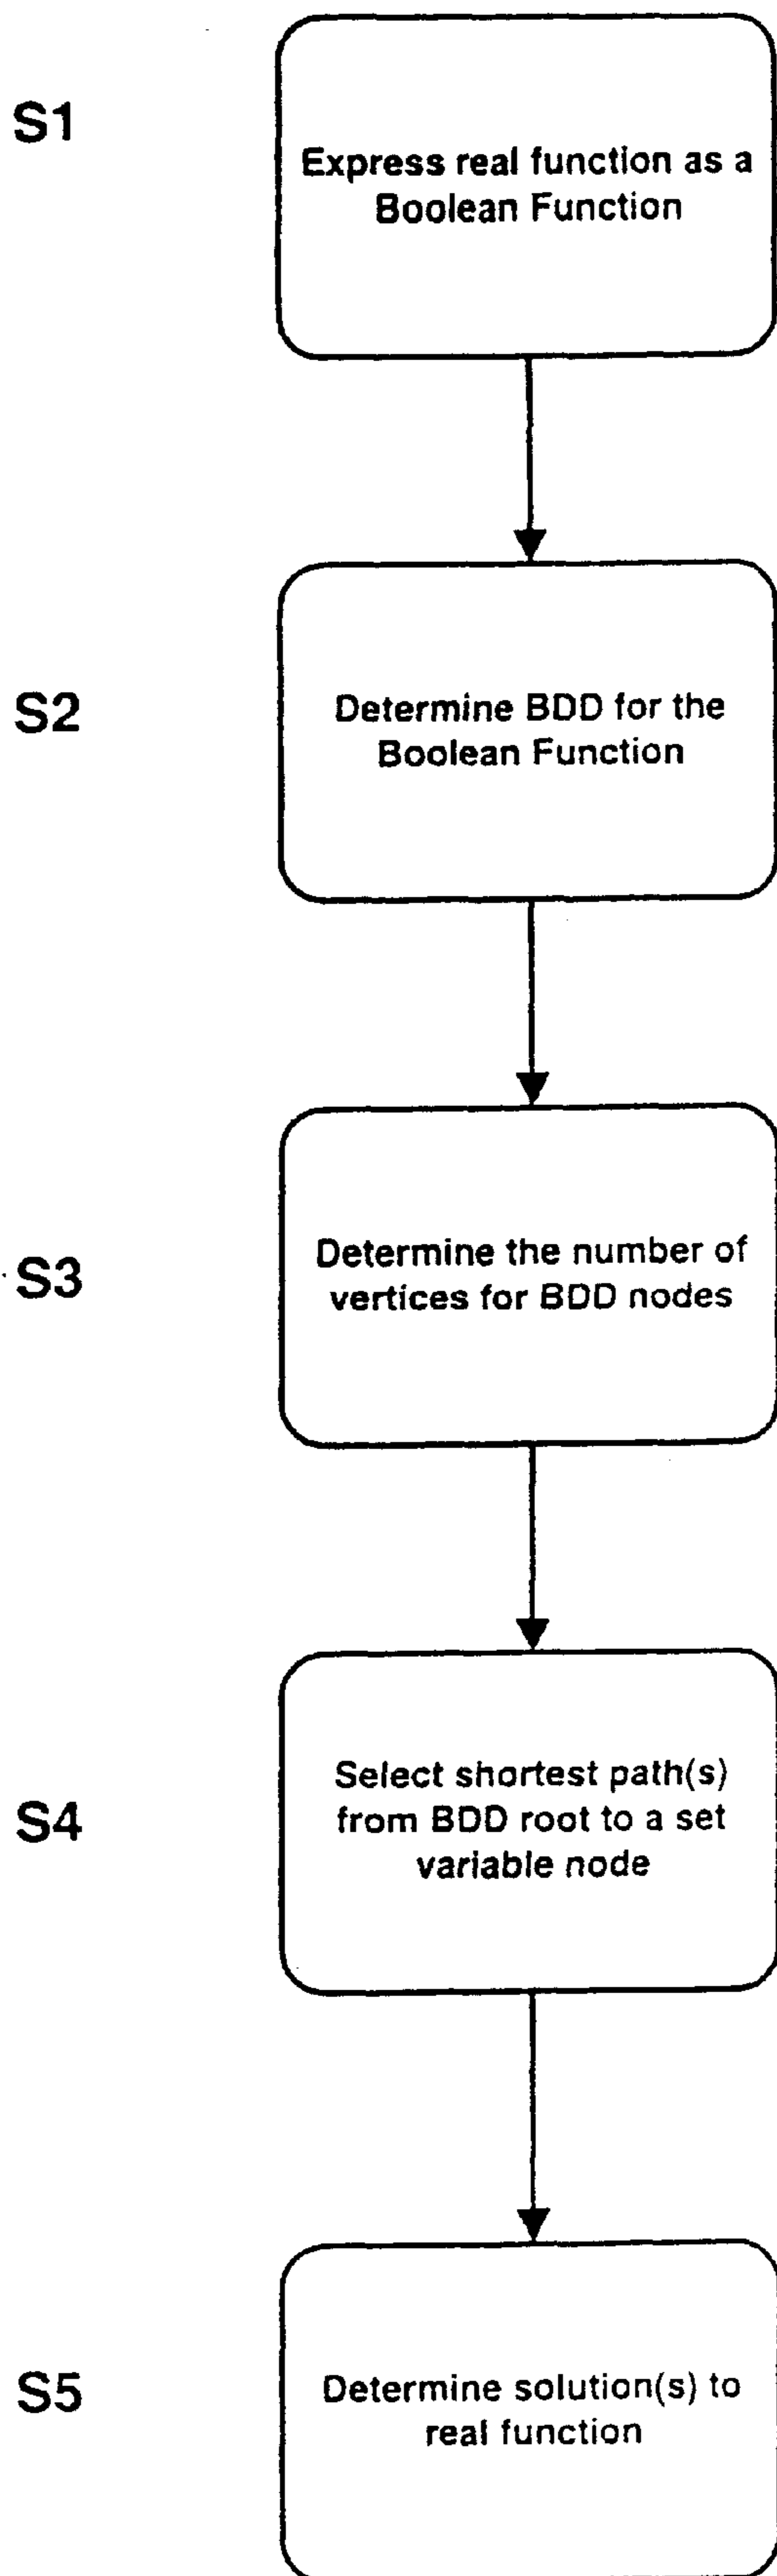 S1
Express real function as a
Boolean Function
S2
Determine BDD for the
Boolean Function
S3
Determine the number of
vertices for BDD nodes
S4
Select shortest path(s)
from BDD root to a set
variable node
S5
Determine solution(s) to
real function